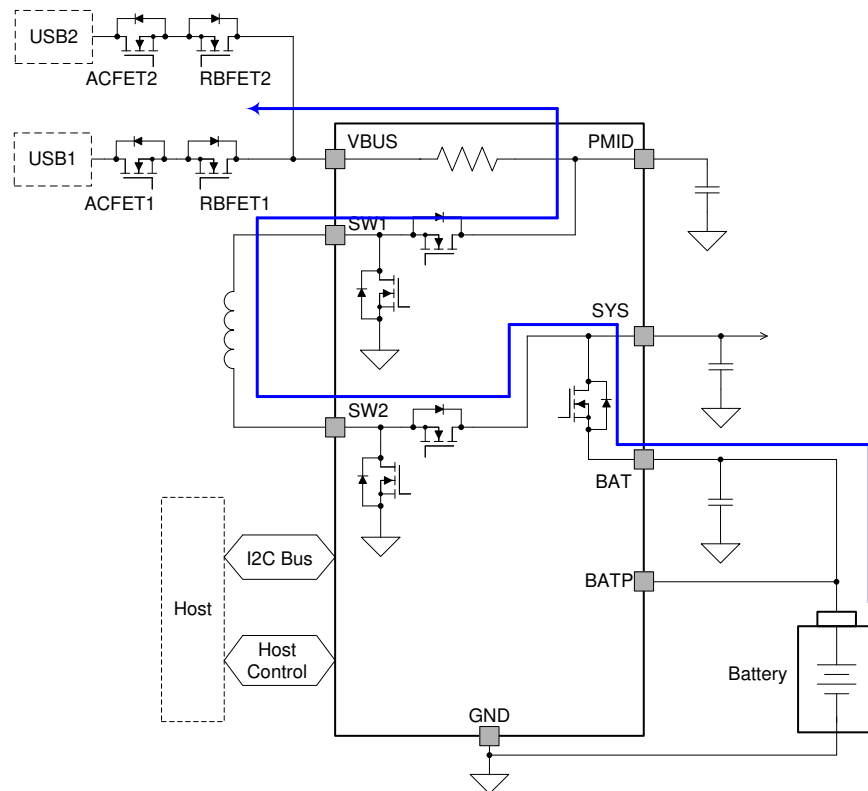 USB2
ACFET2
RBFET2
USB1
ACFET1
RBFET1
VBUS
PMID
SW1
SYS
SW2
BAT
I2C Bus
BATP
Host
Host
Control
Battery
GND